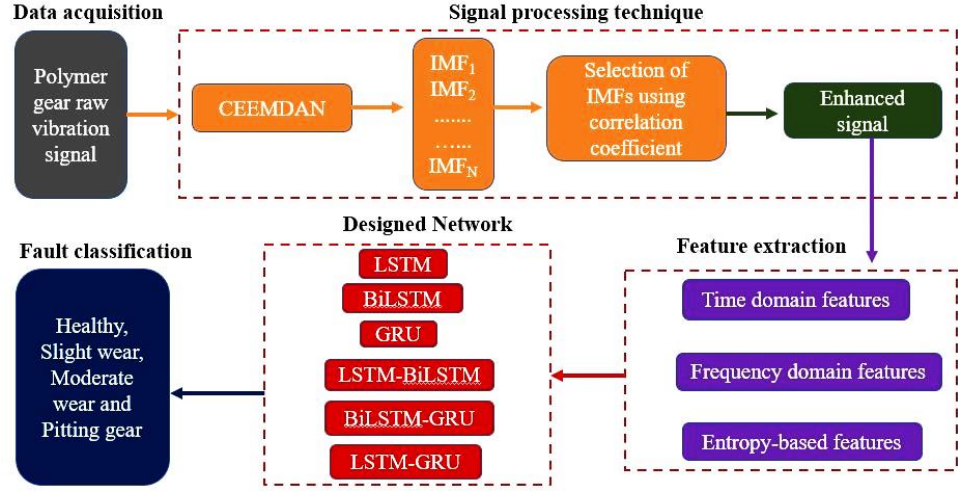 Data acquisition
Signal processing technique
Polymer
gear raw
vibration
signal
CEEMDAN
IMF₁
IMF₂
.......
…...
IMF_N
Selection of
IMFs using
correlation
coefficient
Enhanced
signal
Feature extraction
Time domain features
Frequency domain features
Entropy-based features
Designed Network
LSTM
BiLSTM
GRU
LSTM-BiLSTM
BiLSTM-GRU
LSTM-GRU
Fault classification
Healthy,
Slight wear,
Moderate
wear and
Pitting gear